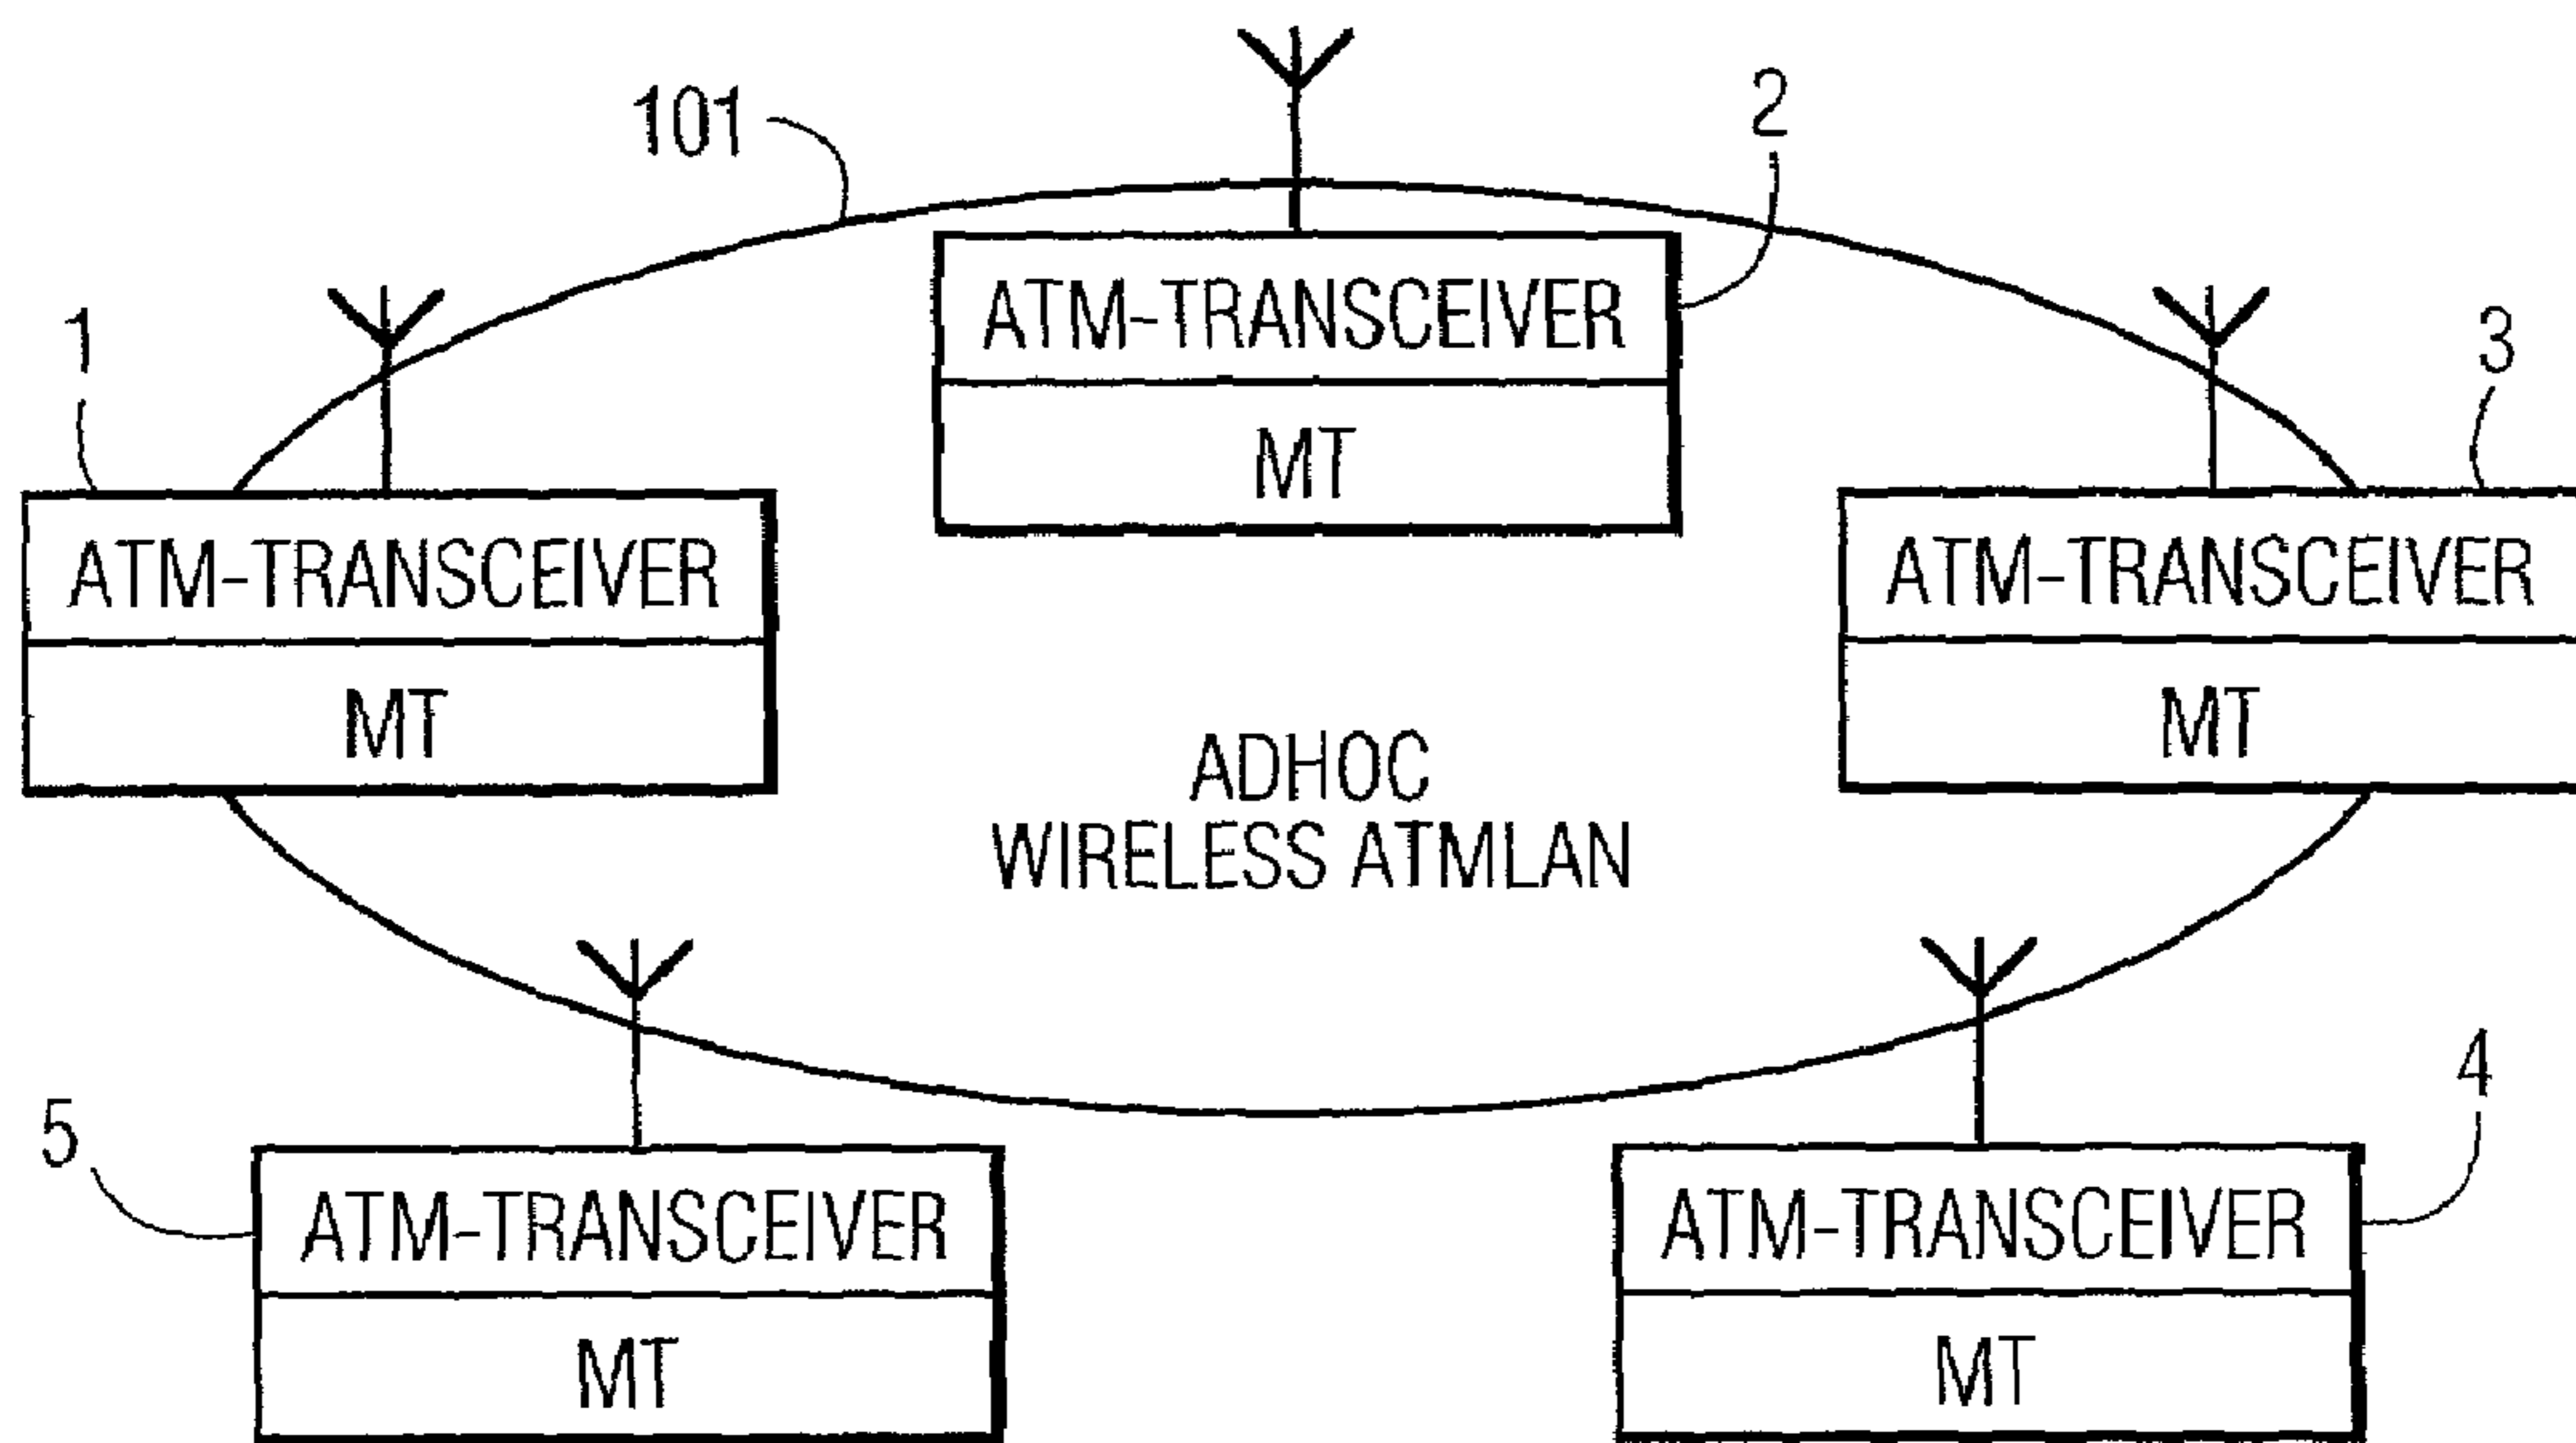 101
2
ATM-TRANSCEIVER
MT
1
ATM-TRANSCEIVER
MT
3
ATM-TRANSCEIVER
MT
ADHOC
WIRELESS ATMLAN
5
ATM-TRANSCEIVER
MT
4
ATM-TRANSCEIVER
MT